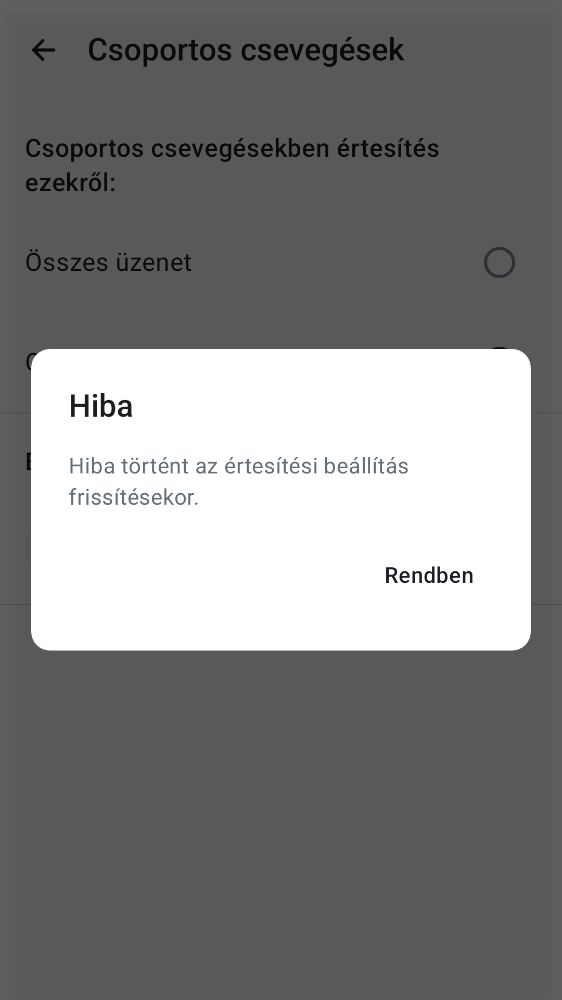 Csoportos csevegések
Csoportos csevegésekben értesítés
ezekről:
Összes üzenet
Hiba
Hiba történt az értesítési beállítás
frissítésekor.
Rendben